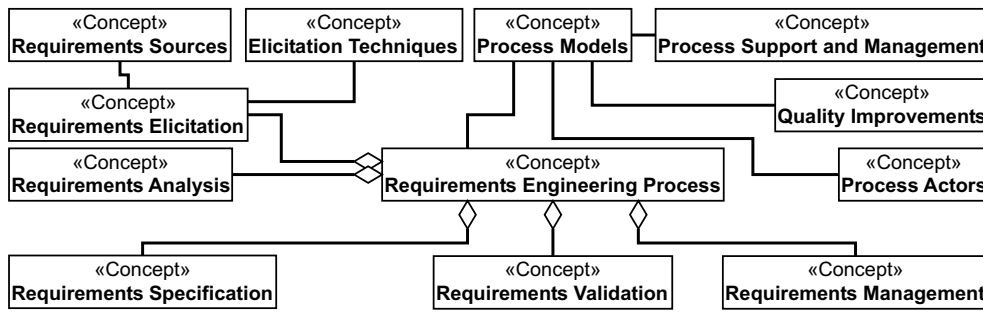 «Concept»
Requirements Sources
«Concept»
Elicitation Techniques
«Concept»
Process Models
«Concept»
Process Support and Management
«Concept»
Requirements Elicitation
«Concept»
Quality Improvements
«Concept»
Requirements Analysis
«Concept»
Requirements Engineering Process
«Concept»
Process Actors
«Concept»
Requirements Specification
«Concept»
Requirements Validation
«Concept»
Requirements Management